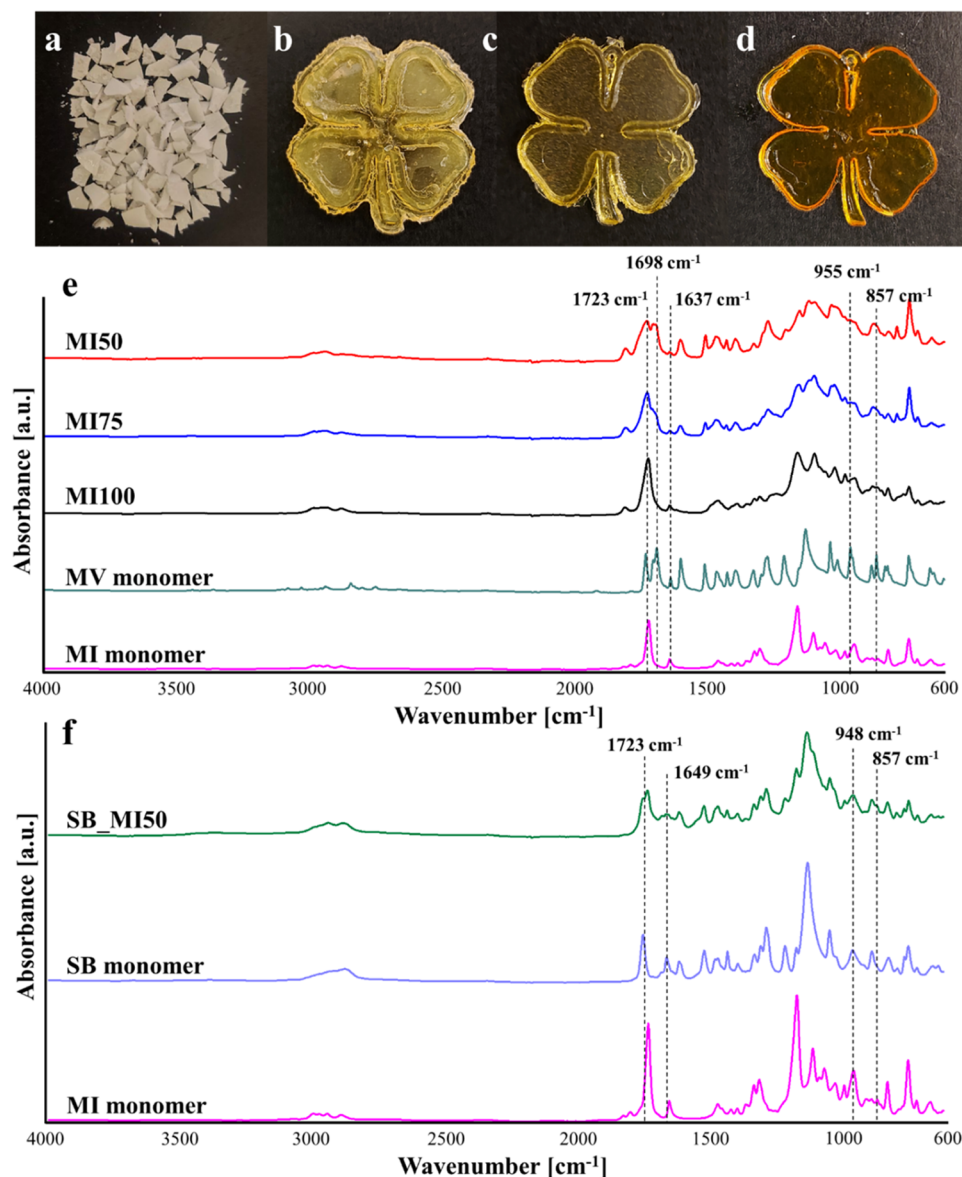 a b c d
e
1698 cm-1
955 cm-1
1723 cm-1
1637 cm-1
857 cm-1
MI50
MI75
MI100
MV monomer
MI monomer
Absorbance [a.u.]
4000 3500 3000 2500 2000 1500 1000 600
Wavenumber [cm-1]
f
1723 cm-1
948 cm-1
1649 cm-1
857 cm-1
SB_MI50
SB monomer
MI monomer
Absorbance [a.u.]
4000 3000 2500 2000 1500 1000 600
Wavenumber [cm-1]